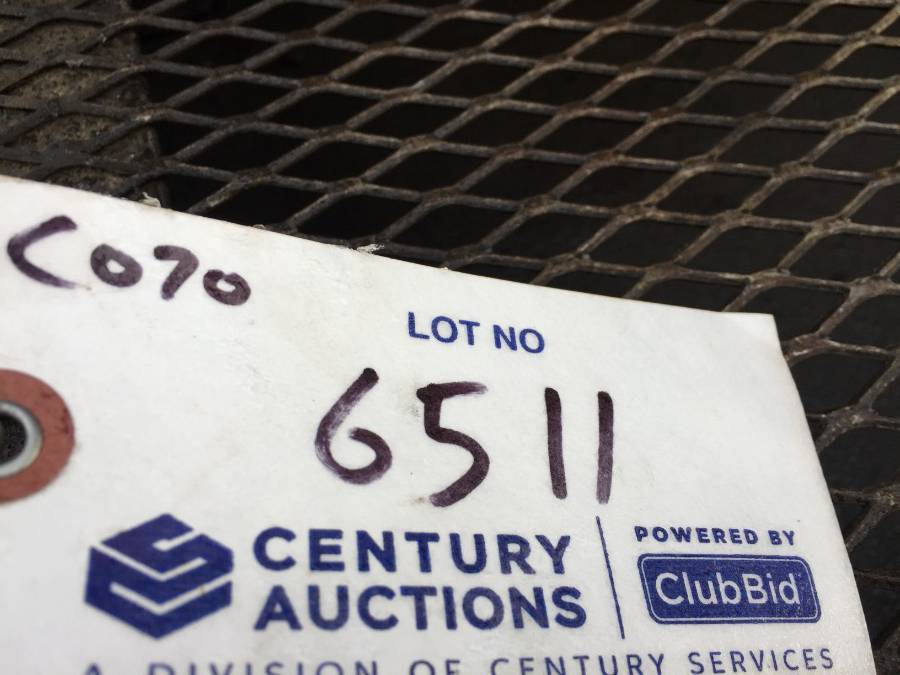 C070
LOT NO
6511
CENTURY AUCTIONS
POWERED BY
ClubBid
A DIVISION OF CENTURY SERVICES